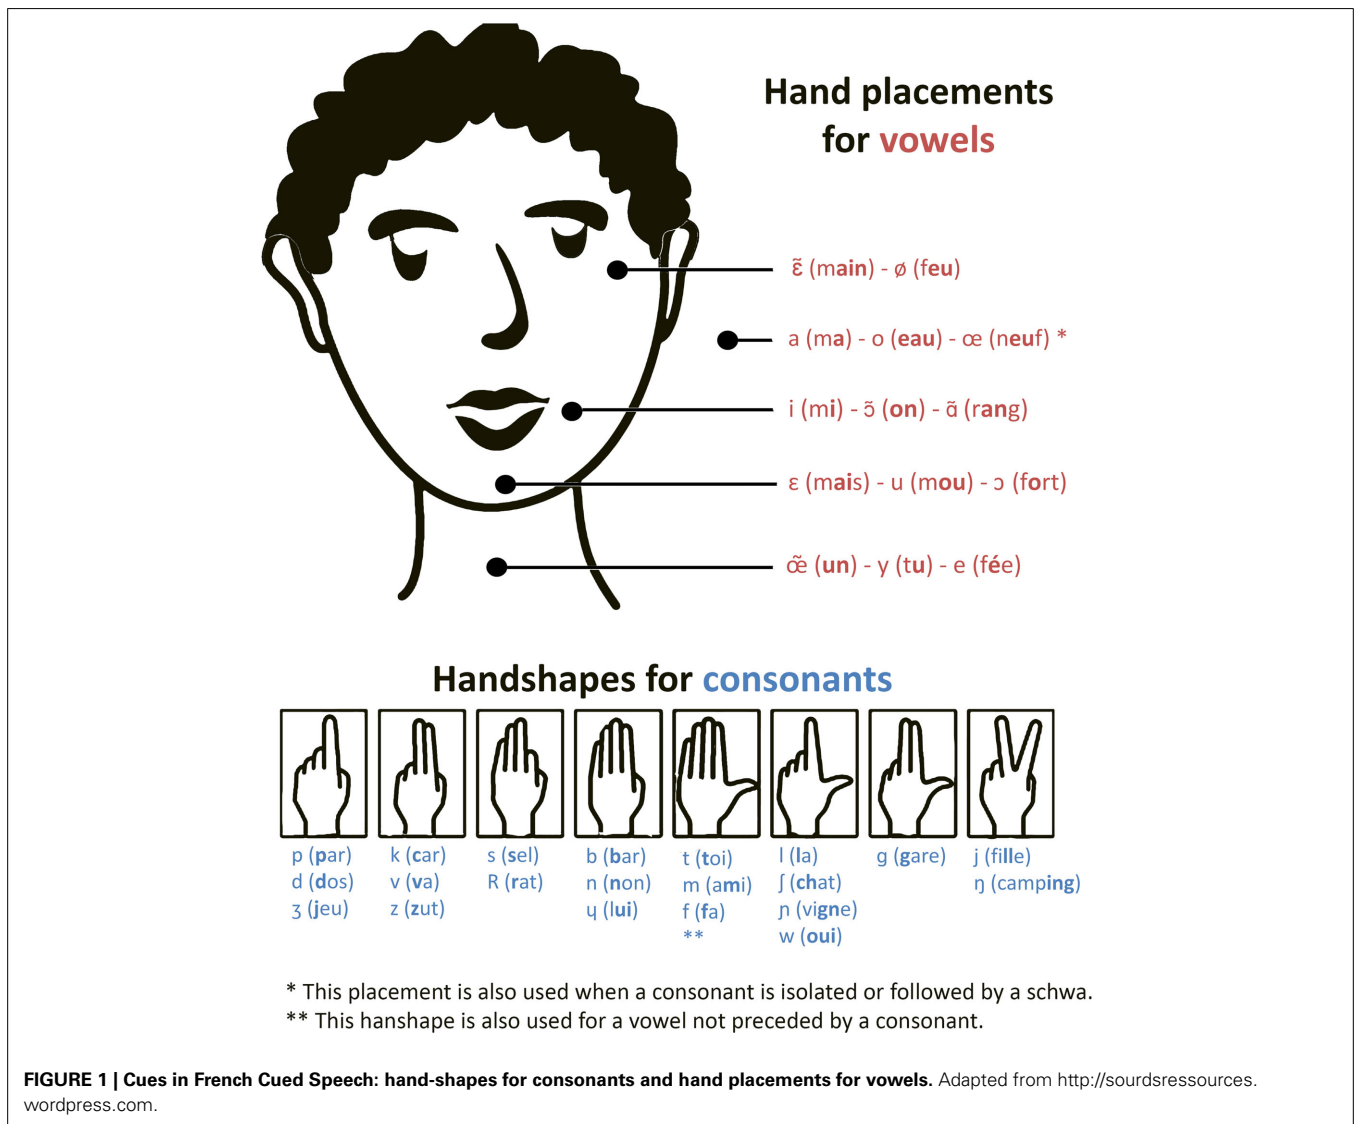 Hand placements
for vowels
ɛ̃ (main) - ø (feu)
a (ma) - o (eau) - œ (neuf) *
i (mi) - ɔ̃ (on) - ɑ̃ (rang)
ɛ (mais) - u (mou) - ɔ (fort)
œ̃ (un) - y (tu) - e (fée)
Handshapes for consonants
p (par)
d (dos)
ʒ (jeu)
k (car)
v (va)
z (zut)
s (sel)
R (rat)
b (bar)
n (non)
ɥ (lui)
t (toi)
m (ami)
f (fa)
**
l (la)
ʃ (chat)
ɲ (vigne)
w (oui)
g (gare)
j (fille)
ŋ (camping)
* This placement is also used when a consonant is isolated or followed by a schwa.
** This hanshape is also used for a vowel not preceded by a consonant.
FIGURE 1 | Cues in French Cued Speech: hand-shapes for consonants and hand placements for vowels. Adapted from http://sourdsressources.
wordpress.com.